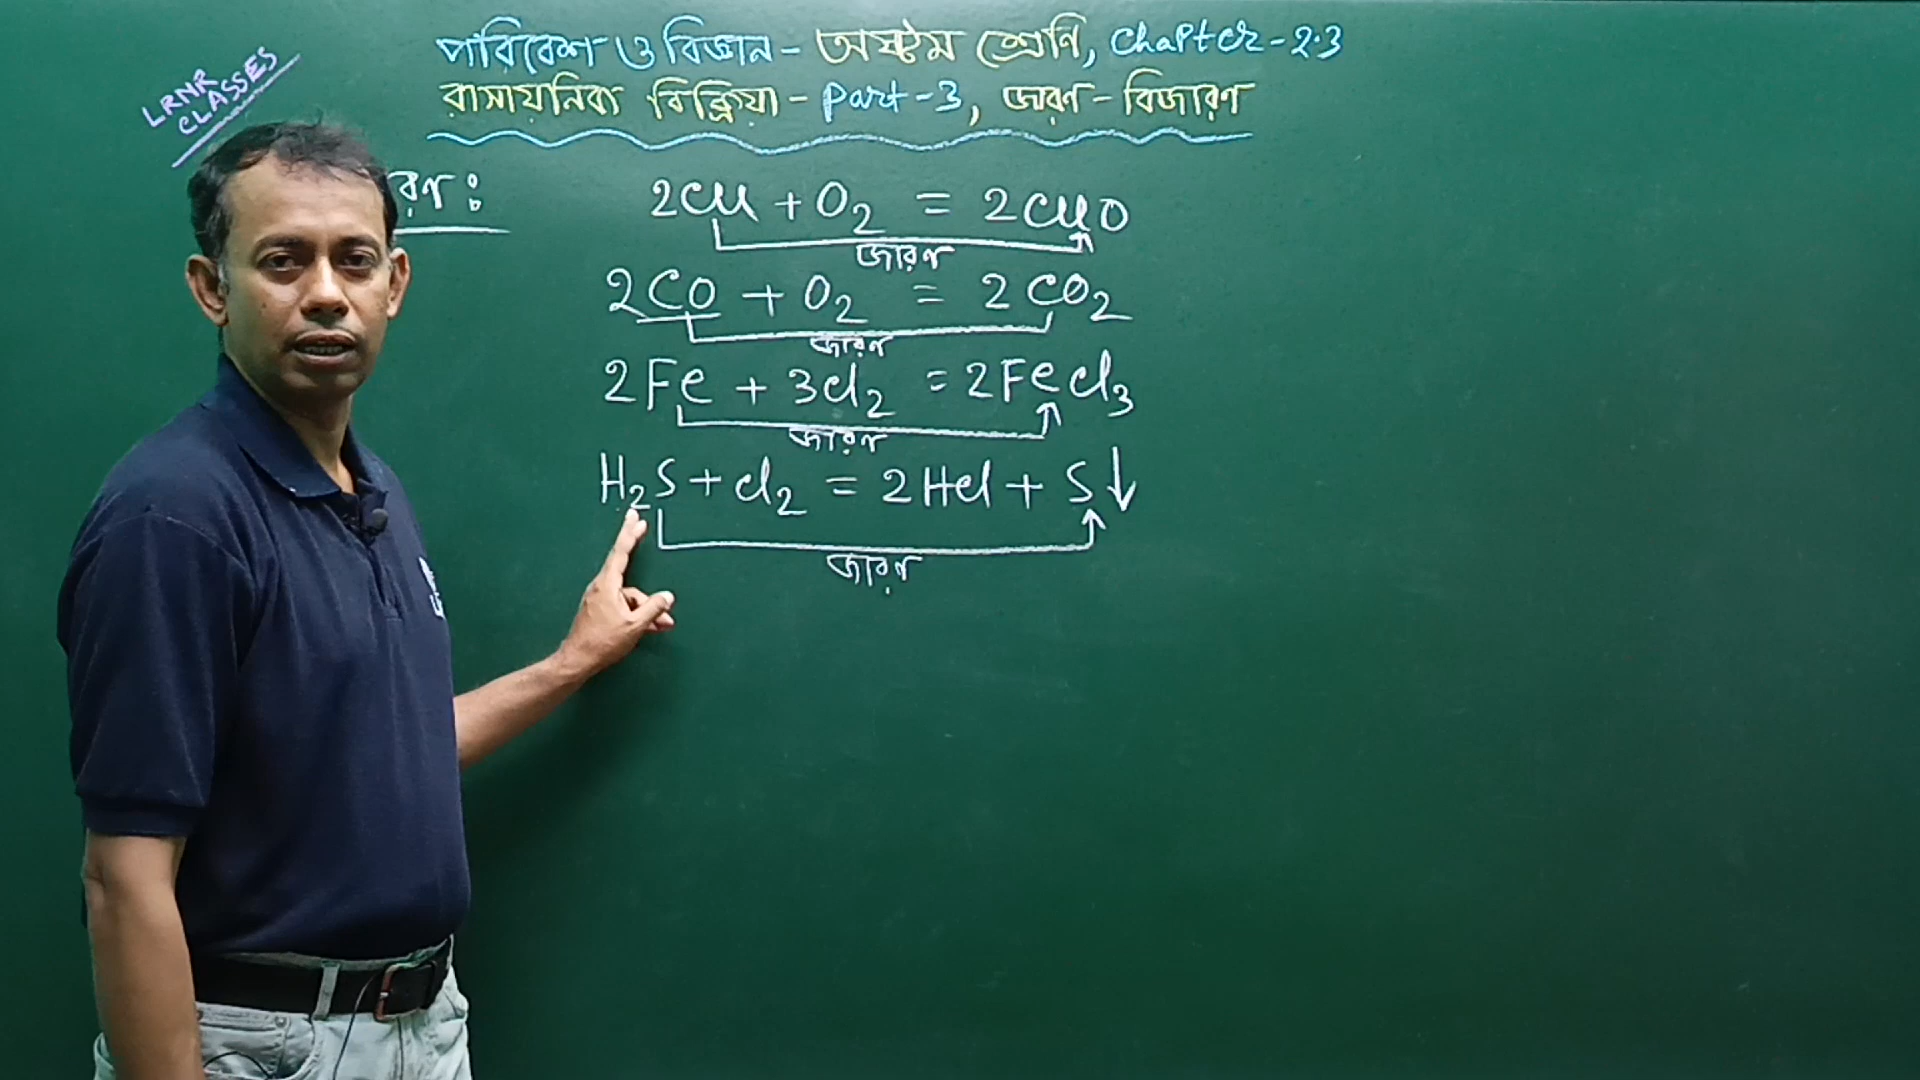 LRNR
CLASSES
পরিবেশ ও বিজ্ঞান - অষ্টম শ্রেণি, Chapter - 2.3
রাসায়নিক বিক্রিয়া - Part - 3, জারণ - বিজারণ
রণ :
2Cu + O₂ = 2CuO
জারণ
2CO + O₂ = 2CO₂
জারণ
2Fe + 3Cl₂ = 2FeCl₃
জারণ
H₂S + Cl₂ = 2HCl + S↓
জারণ